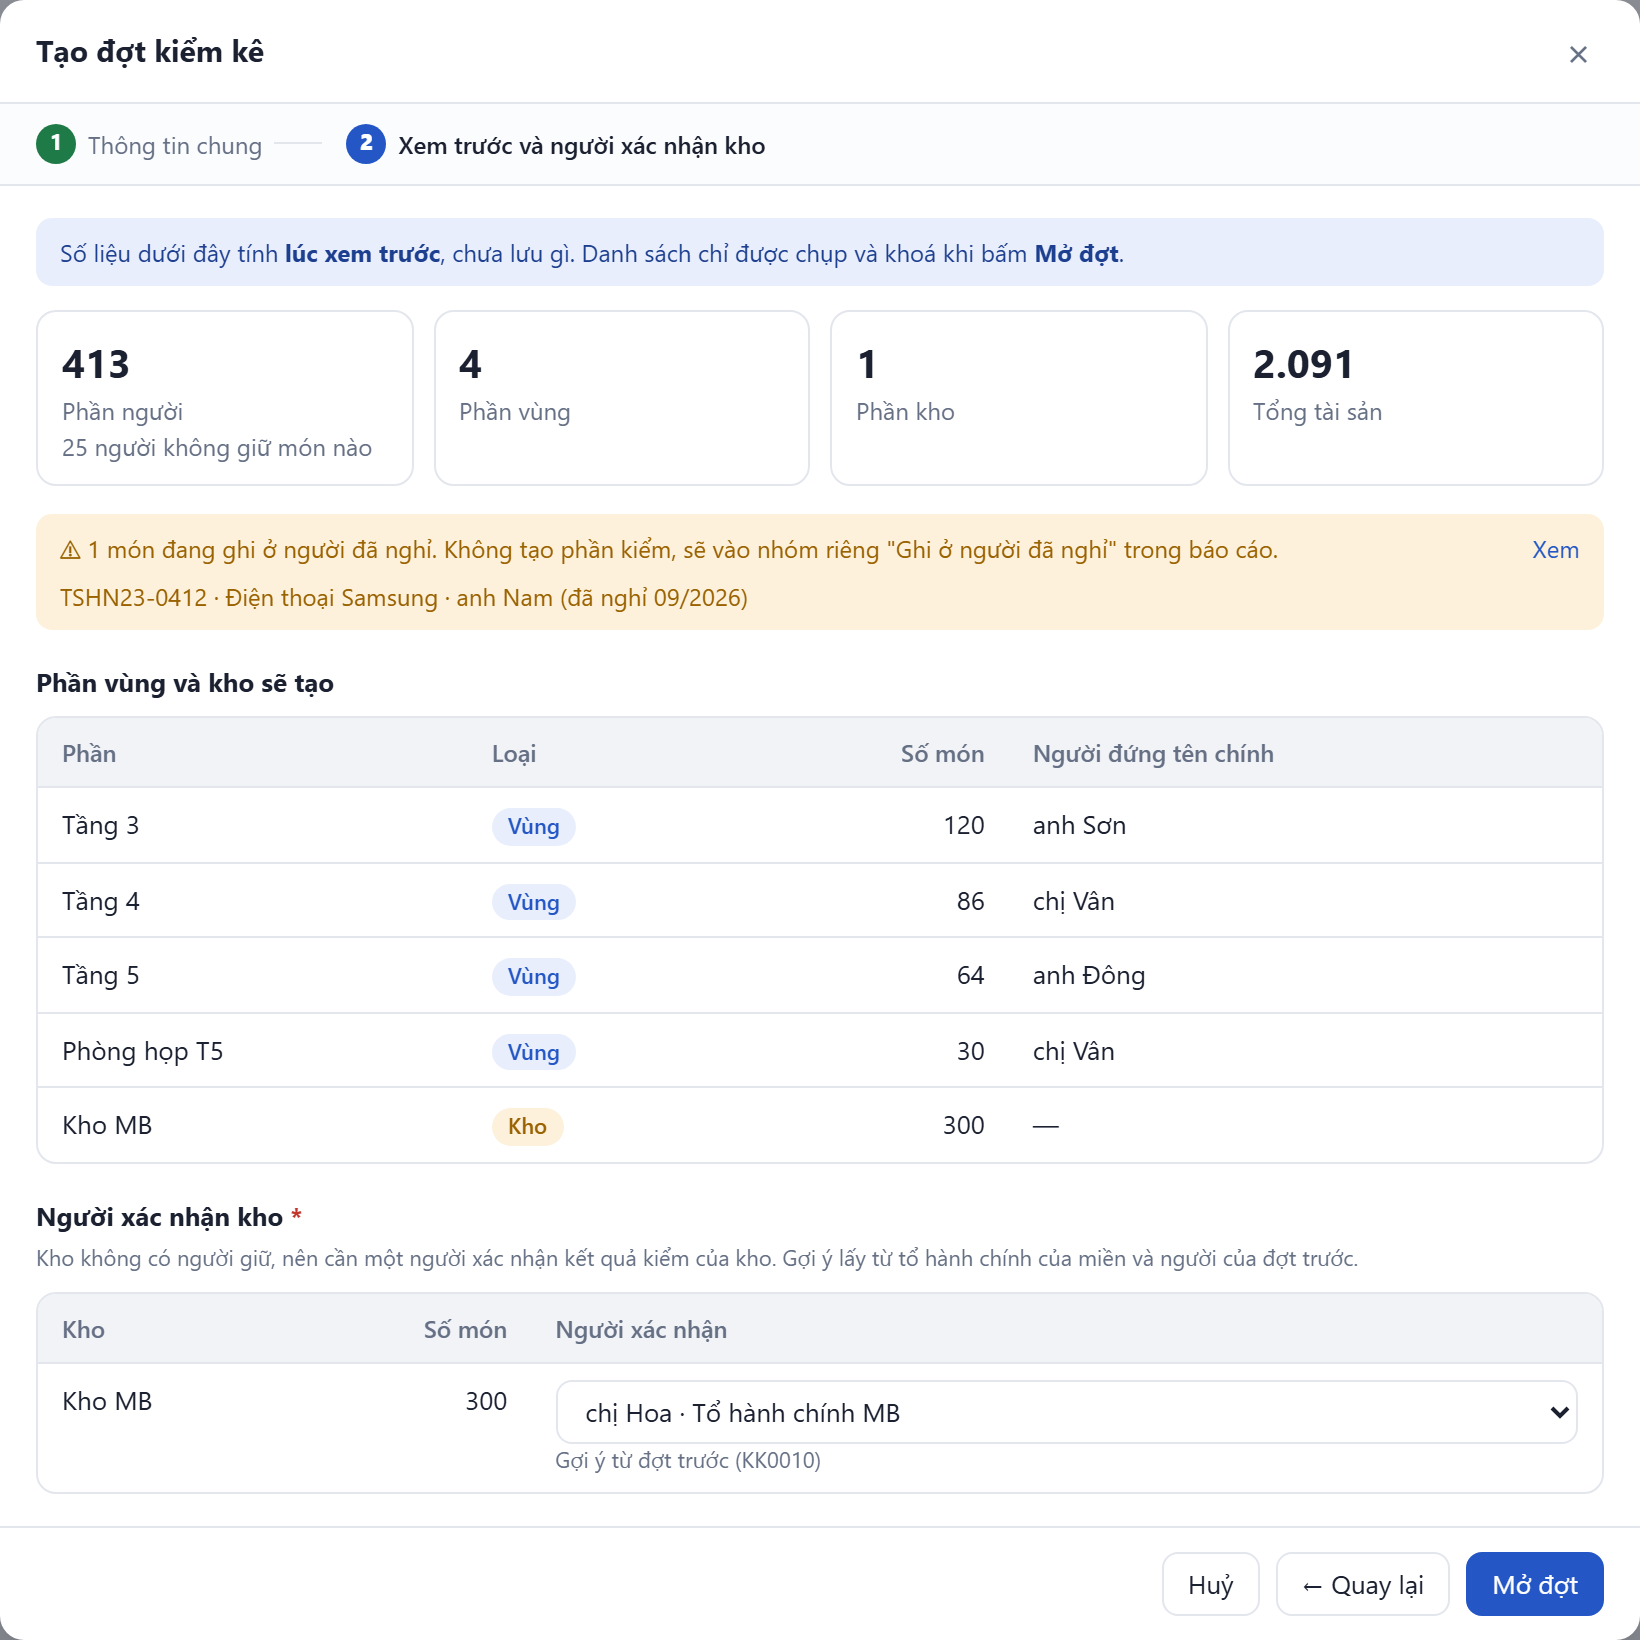 Tạo đợt kiểm kê
×
1 Thông tin chung 2 Xem trước và người xác nhận kho
Số liệu dưới đây tính lúc xem trước, chưa lưu gì. Danh sách chỉ được chụp và khoá khi bấm Mở đợt.
413
Phần người
25 người không giữ món nào
4
Phần vùng
1
Phần kho
2.091
Tổng tài sản
⚠ 1 món đang ghi ở người đã nghỉ. Không tạo phần kiểm, sẽ vào nhóm riêng "Ghi ở người đã nghỉ" trong báo cáo. Xem
TSHN23-0412 · Điện thoại Samsung · anh Nam (đã nghỉ 09/2026)
Phần vùng và kho sẽ tạo
Phần Loại Số món Người đứng tên chính
Tầng 3 Vùng 120 anh Sơn
Tầng 4 Vùng 86 chị Vân
Tầng 5 Vùng 64 anh Đông
Phòng họp T5 Vùng 30 chị Vân
Kho MB Kho 300 —
Người xác nhận kho *
Kho không có người giữ, nên cần một người xác nhận kết quả kiểm của kho. Gợi ý lấy từ tổ hành chính của miền và người của đợt trước.
Kho Số món Người xác nhận
Kho MB 300 chị Hoa · Tổ hành chính MB
Gợi ý từ đợt trước (KK0010)
Huỷ ← Quay lại Mở đợt